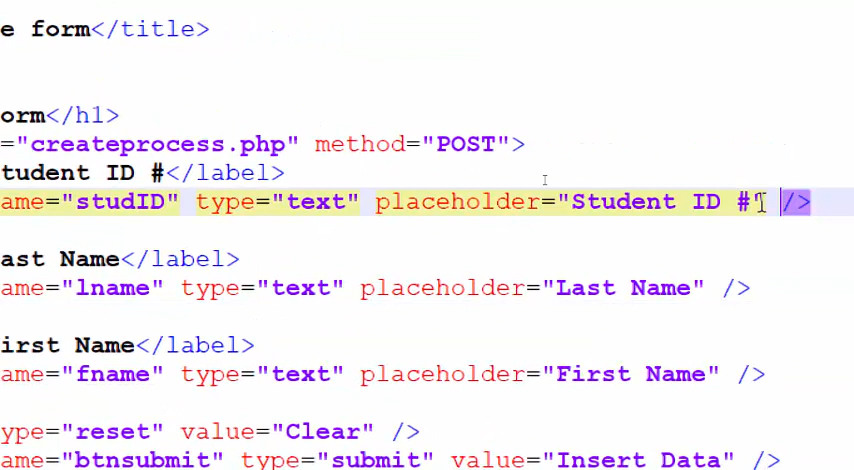 e form</title>
orm</h1>
="createprocess.php" method="POST">
tudent ID #</label>
ame="studID" type="text" placeholder="Student ID #" />
ast Name</label>
ame="lname" type="text" placeholder="Last Name" />
irst Name</label>
ame="fname" type="text" placeholder="First Name" />
ype="reset" value="Clear" />
ame="btnsubmit" type="submit" value="Insert Data" />